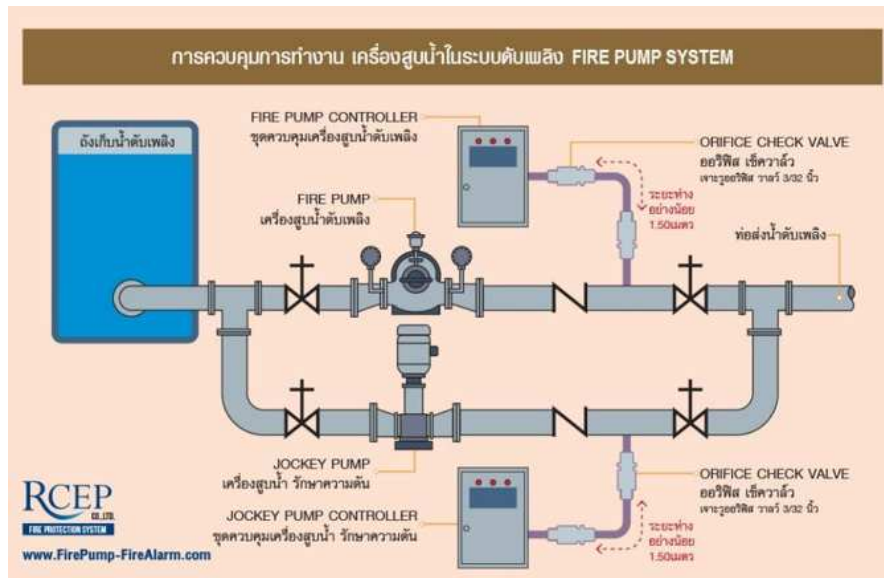 การควบคุมการทำงาน เครื่องสูบน้ำในระบบดับเพลิง FIRE PUMP SYSTEM
ถังเก็บน้ำดับเพลิง
FIRE PUMP CONTROLLER
ชุดควบคุมเครื่องสูบน้ำดับเพลิง
ORIFICE CHECK VALVE
ออริฟิส เช็ควาล์ว
เจาะรูออริฟิส วาลว์ 3/32 นิ้ว
FIRE PUMP
เครื่องสูบน้ำดับเพลิง
ระยะห่าง
อย่างน้อย
1.50เมตร
ท่อส่งน้ำดับเพลิง
JOCKEY PUMP
เครื่องสูบน้ำ รักษาความดัน
ORIFICE CHECK VALVE
ออริฟิส เช็ควาล์ว
เจาะรูออริฟิส วาลว์ 3/32 นิ้ว
JOCKEY PUMP CONTROLLER
ชุดควบคุมเครื่องสูบน้ำ รักษาความดัน
ระยะห่าง
อย่างน้อย
1.50เมตร
RCEP
CO.,LTD.
FIRE PROTECTION SYSTEM
www.FirePump-FireAlarm.com